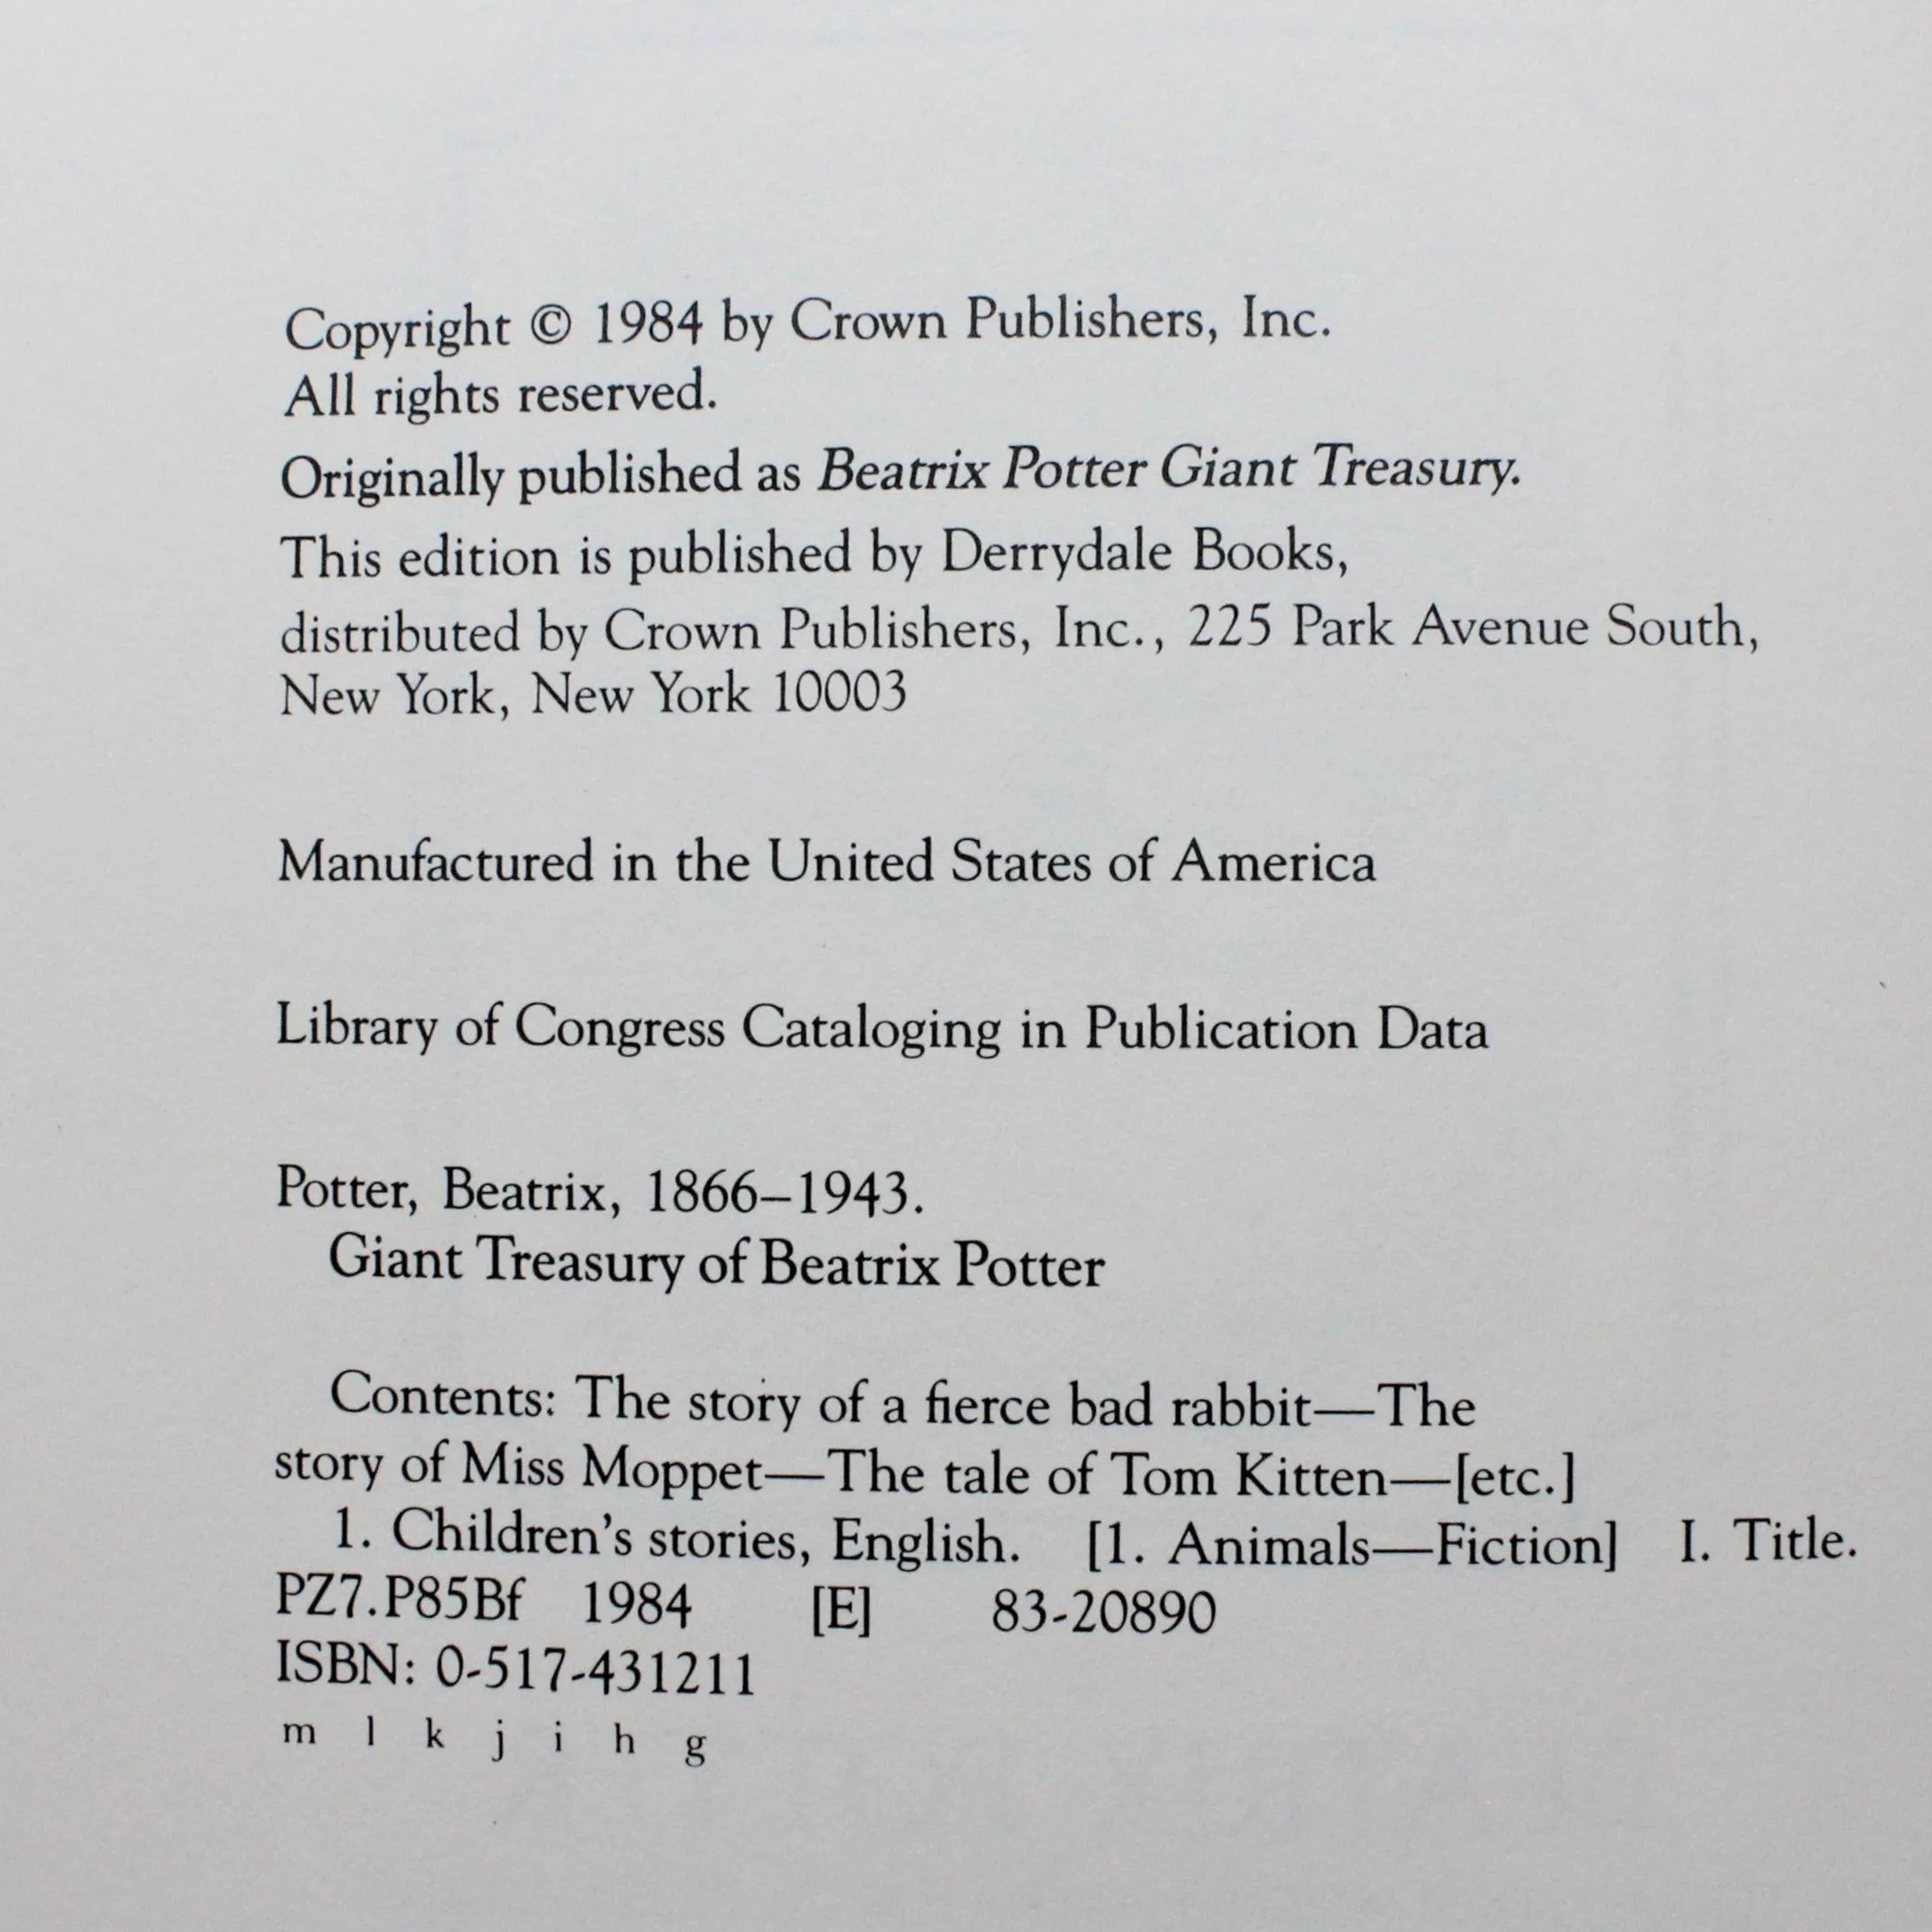 Copyright © 1984 by Crown Publishers, Inc.
All rights reserved.
Originally published as Beatrix Potter Giant Treasury.
This edition is published by Derrydale Books,
distributed by Crown Publishers, Inc., 225 Park Avenue South,
New York, New York 10003
Manufactured in the United States of America
Library of Congress Cataloging in Publication Data
Potter, Beatrix, 1866–1943.
Giant Treasury of Beatrix Potter
Contents: The story of a fierce bad rabbit—The
story of Miss Moppet—The tale of Tom Kitten—[etc.]
1. Children's stories, English. [1. Animals—Fiction] I. Title.
PZ7.P85Bf 1984 [E] 83-20890
ISBN: 0-517-431211
m l k j i h g